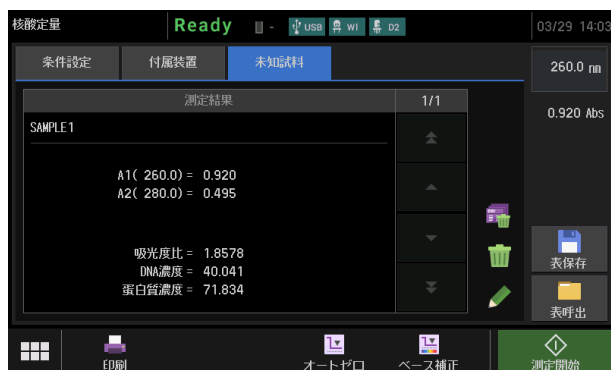 核酸定量 Ready - USB WI D2 03/29 14:03
条件設定 付属装置 未知試料
260.0 nm
0.920 Abs
測定結果 1/1
SAMPLE1
A1( 260.0)= 0.920
A2( 280.0)= 0.495
吸光度比 = 1.8578
DNA濃度 = 40.041
蛋白質濃度 = 71.834
表保存
表呼出
印刷 オートゼロ ベース補正 測定開始